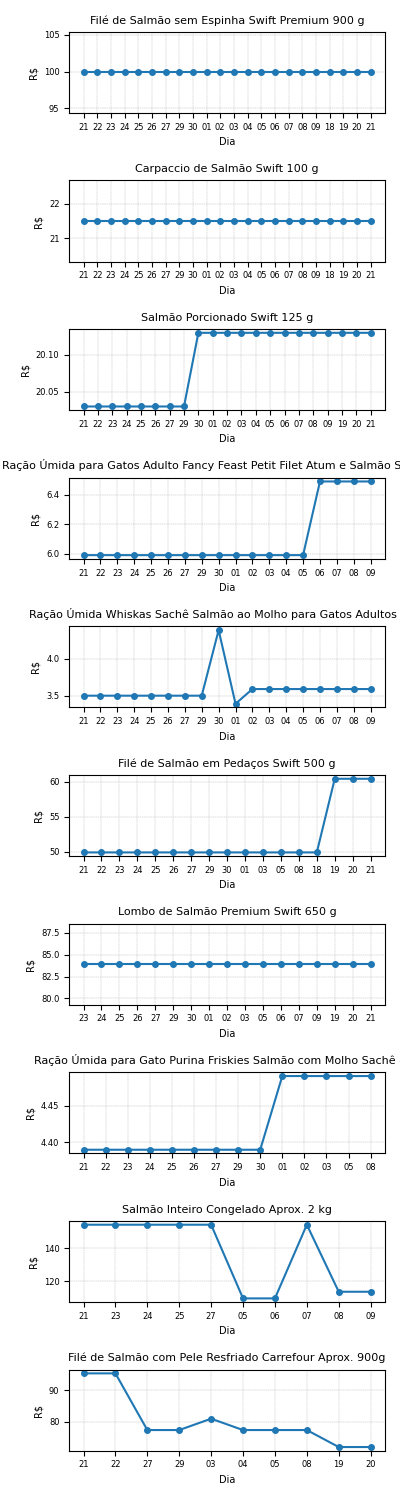 Filé de Salmão sem Espinha Swift Premium 900 g
105
100
95
R$
21 22 23 24 25 26 27 29 30 01 02 03 04 05 06 07 08 09 18 19 20 21
Dia
Carpaccio de Salmão Swift 100 g
22
21
R$
21 22 23 24 25 26 27 29 30 01 02 03 04 05 06 07 08 09 18 19 20 21
Dia
Salmão Porcionado Swift 125 g
20.10
20.05
R$
21 22 23 24 25 26 27 29 30 01 02 03 04 05 06 07 08 09 18 19 21
Dia
Ração Úmida para Gatos Adulto Fancy Feast Petit Filet Atum e Salmão S
6.4
6.2
6.0
R$
21 22 23 24 25 26 27 29 30 01 02 03 04 05 06 07 08 09
Dia
Ração Úmida Whiskas Sachê Salmão ao Molho para Gatos Adultos
4.0
3.5
R$
21 22 23 24 25 26 27 29 30 01 02 03 04 05 06 07 08 09
Dia
Filé de Salmão em Pedaços Swift 500 g
60
55
50
R$
21 22 23 24 26 27 29 30 01 03 05 08 18 19 20 21
Dia
Lombo de Salmão Premium Swift 650 g
87.5
85.0
82.5
80.0
R$
23 24 25 26 27 29 30 01 02 03 05 06 07 09 19 20 21
Dia
Ração Úmida para Gato Purina Friskies Salmão com Molho Sachê
4.45
4.40
R$
21 22 23 24 25 26 27 29 30 01 02 03 05 08
Dia
Salmão Inteiro Congelado Aprox. 2 kg
140
120
R$
21 23 24 25 27 05 06 07 08 09
Dia
Filé de Salmão com Pele Resfriado Carrefour Aprox. 900g
90
80
R$
21 22 27 29 03 04 05 08 19 20
Dia